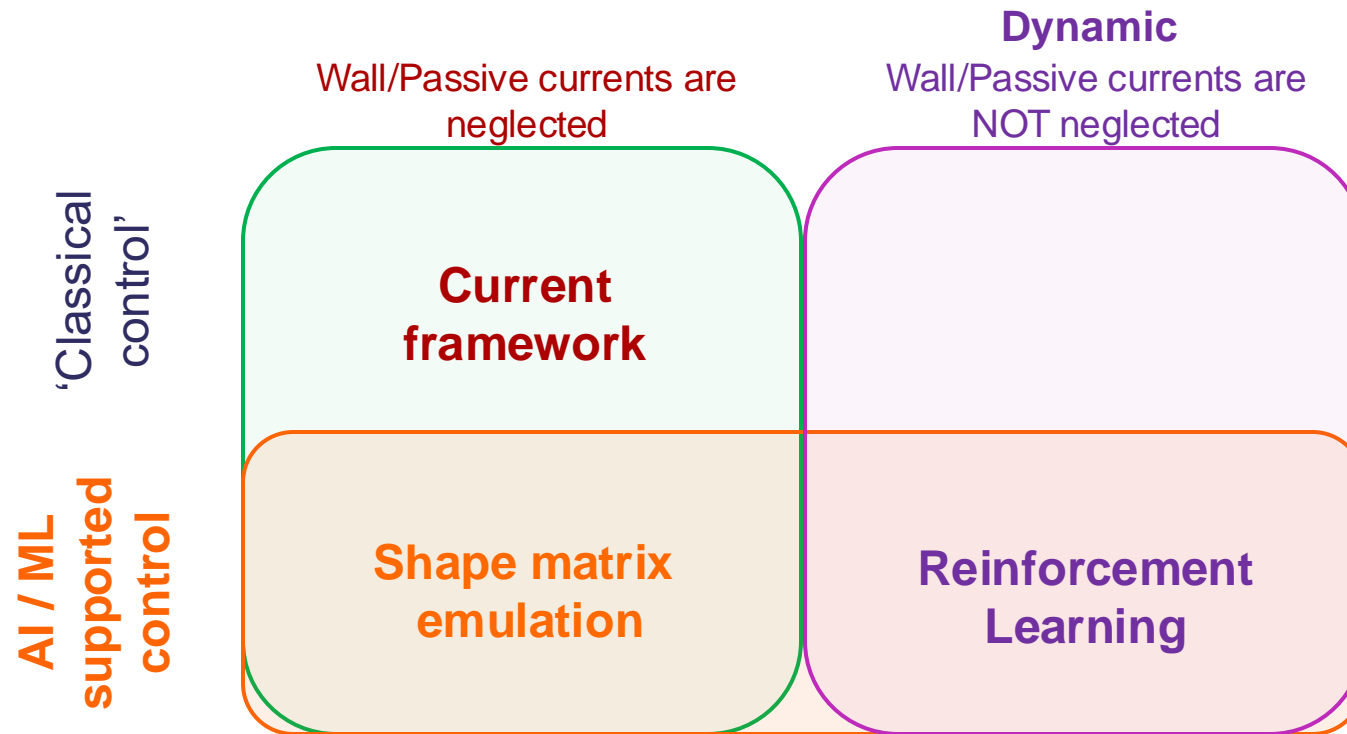 Dynamic
Wall/Passive currents are
neglected
Wall/Passive currents are
NOT neglected
‘Classical
control’
Current
framework
AI / ML
supported
control
Shape matrix
emulation
Reinforcement
Learning